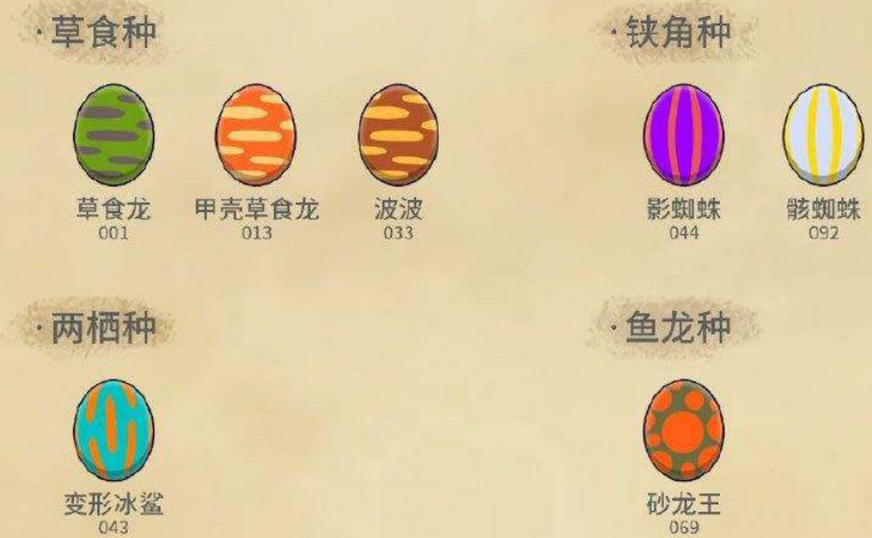 ·草食种
·铗角种
草食龙
甲壳草食龙
波波
影蜘蛛
骸蜘蛛
001
013
033
044
092
·两栖种
·鱼龙种
变形冰鲨
砂龙王
043
069